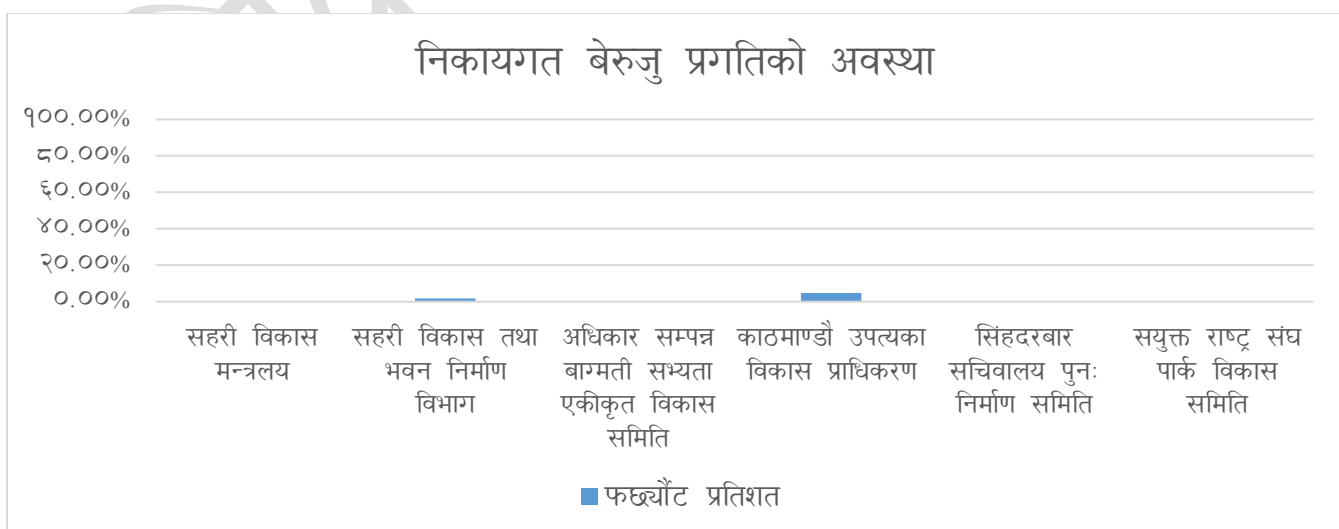 निकायगत बेरुजु प्रगतिको अवस्था
१००.००%
८०.००%
६०.००%
४०.००%
२०.००%
०.००%
सहरी विकास
मन्त्रलय
सहरी विकास तथा
भवन निर्माण
विभाग
अधिकार सम्पन्न
बाग्मती सभ्यता
एकीकृत विकास
समिति
काठमाण्डौ उपत्यका
विकास प्राधिकरण
सिंहदरबार
सचिवालय पुनः
निर्माण समिति
सयुक्त राष्ट्र संघ
पार्क विकास
समिति
फर्छ्यौट प्रतिशत